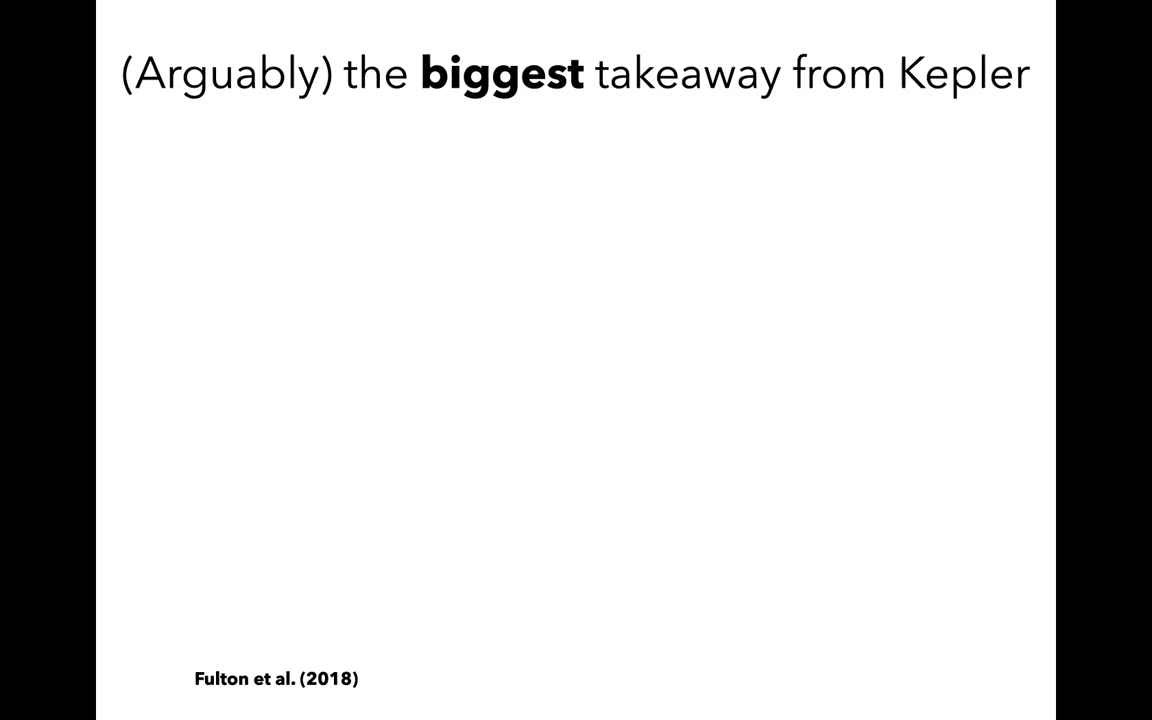 (Arguably) the biggest takeaway from Kepler
Fulton et al. (2018)